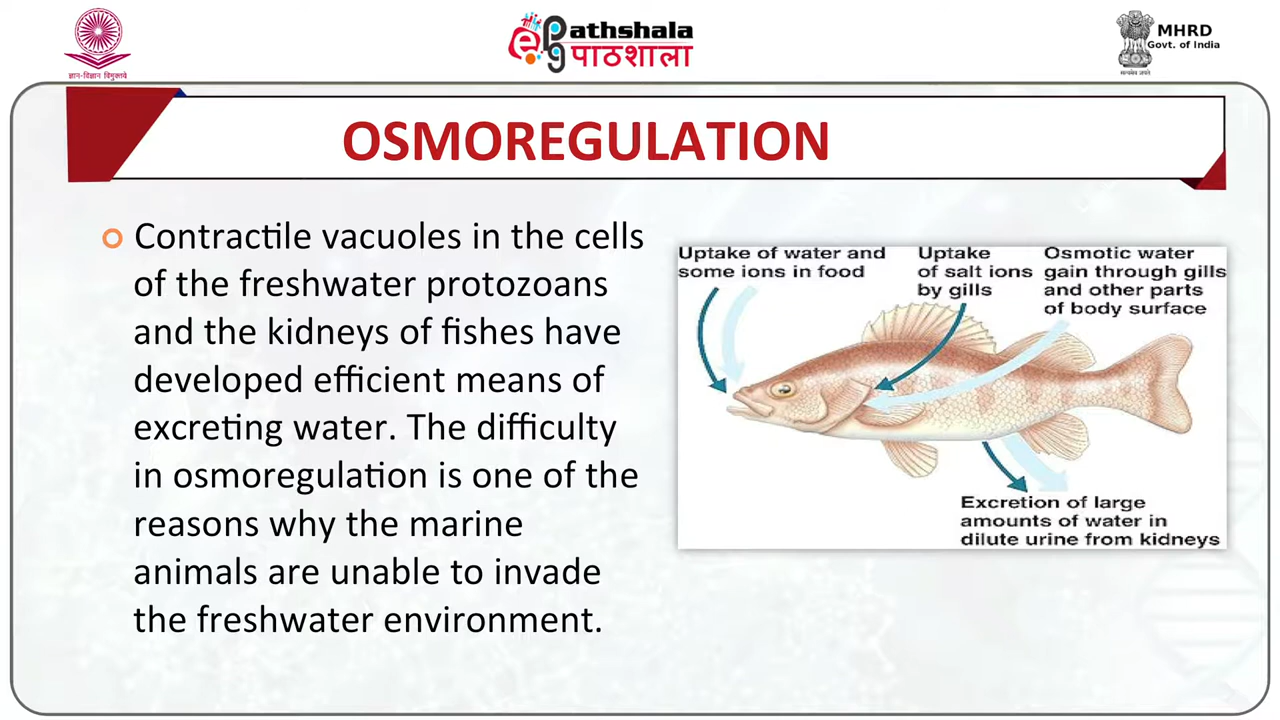 ज्ञान-विज्ञान विमुक्तये
e
Pathshala
पाठशाला
MHRD
Govt. of India
सत्यमेव जयते
OSMOREGULATION
Contractile vacuoles in the cells
of the freshwater protozoans
and the kidneys of fishes have
developed efficient means of
excreting water. The difficulty
in osmoregulation is one of the
reasons why the marine
animals are unable to invade
the freshwater environment.
Uptake of water and
some ions in food
Uptake
of salt ions
by gills
Osmotic water
gain through gills
and other parts
of body surface
Excretion of large
amounts of water in
dilute urine from kidneys